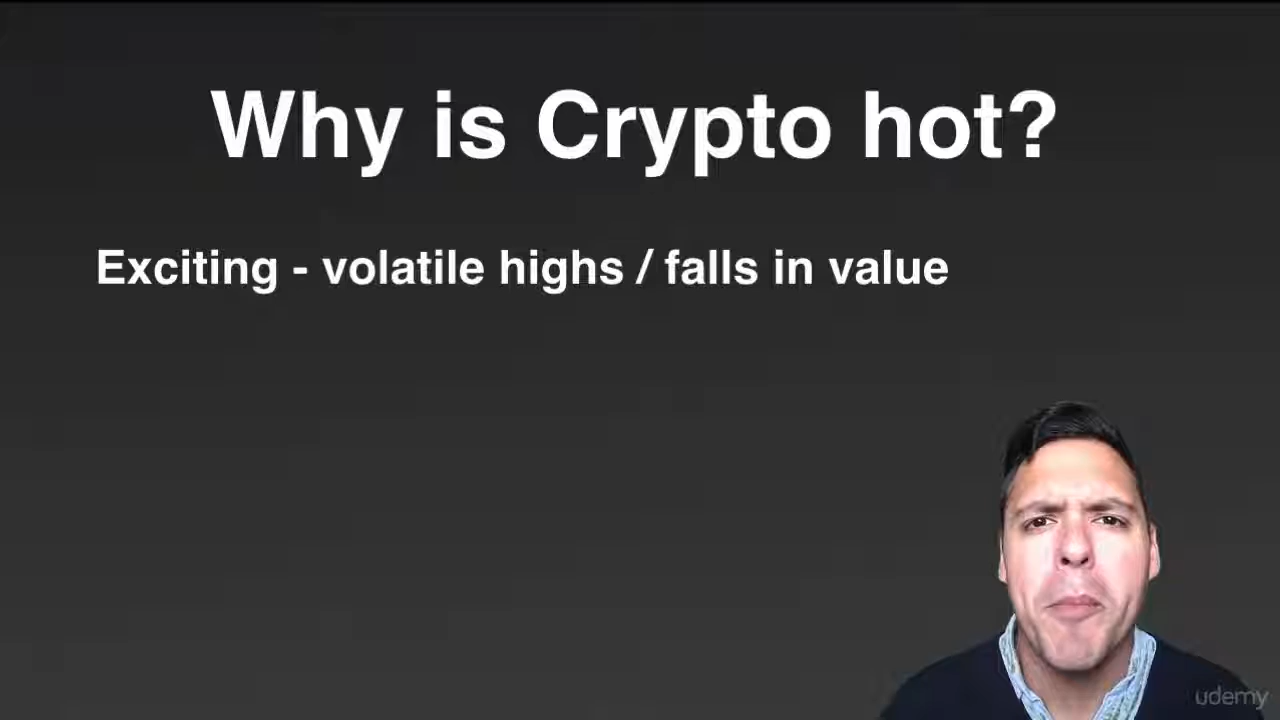 Why is Crypto hot?
Exciting - volatile highs / falls in value
udemy